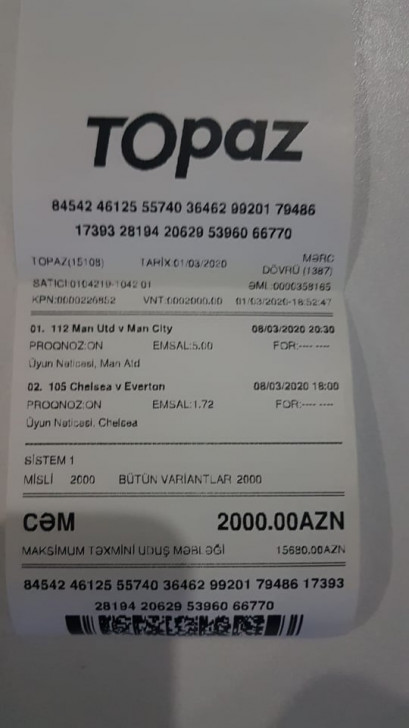 TOpaz
84542 46125 55740 36462 99201 79486
17393 28194 20629 53960 66770
TOPAZ(15108) TARİX:01/03/2020 MƏRC
DÖVRÜ (1387)
SATICI:0104219-1042 01 ƏMİ:0000358165
KPN:0000226852 VNT:0002000.00 01/03/2020-18:52:47
01. 112 Man Utd v Man City 08/03/2020 20:30
PROQNOZ:ON EMSAL:5.00 FOR:---- ----
Oyun Nəticəsi, Man Atd
02. 105 Chelsea v Everton 08/03/2020 18:00
PROQNOZ:ON EMSAL:1.72 FOR:---- ----
Oyun Nəticəsi, Chelsea
SİSTEM 1
MİSLİ 2000 BÜTÜN VARİANTLAR 2000
CƏM 2000.00AZN
MAKSİMUM TƏXMİNİ UDUŞ MƏBLƏĞİ 15680.00AZN
84542 46125 55740 36462 99201 79486 17393
28194 20629 53960 66770